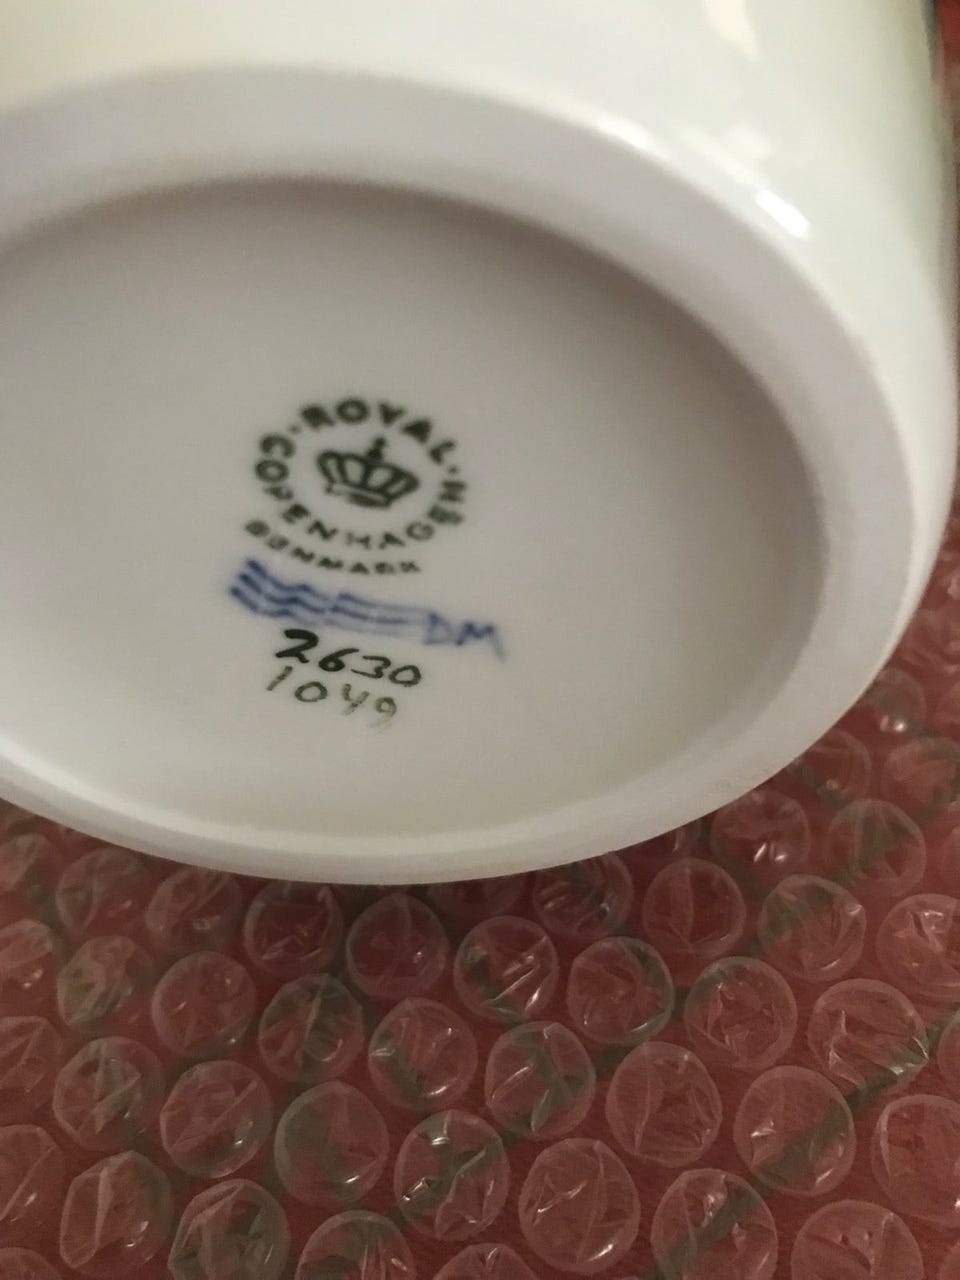 ROYAL
COPENHAGEN
DENMARK
DM
2630
1049